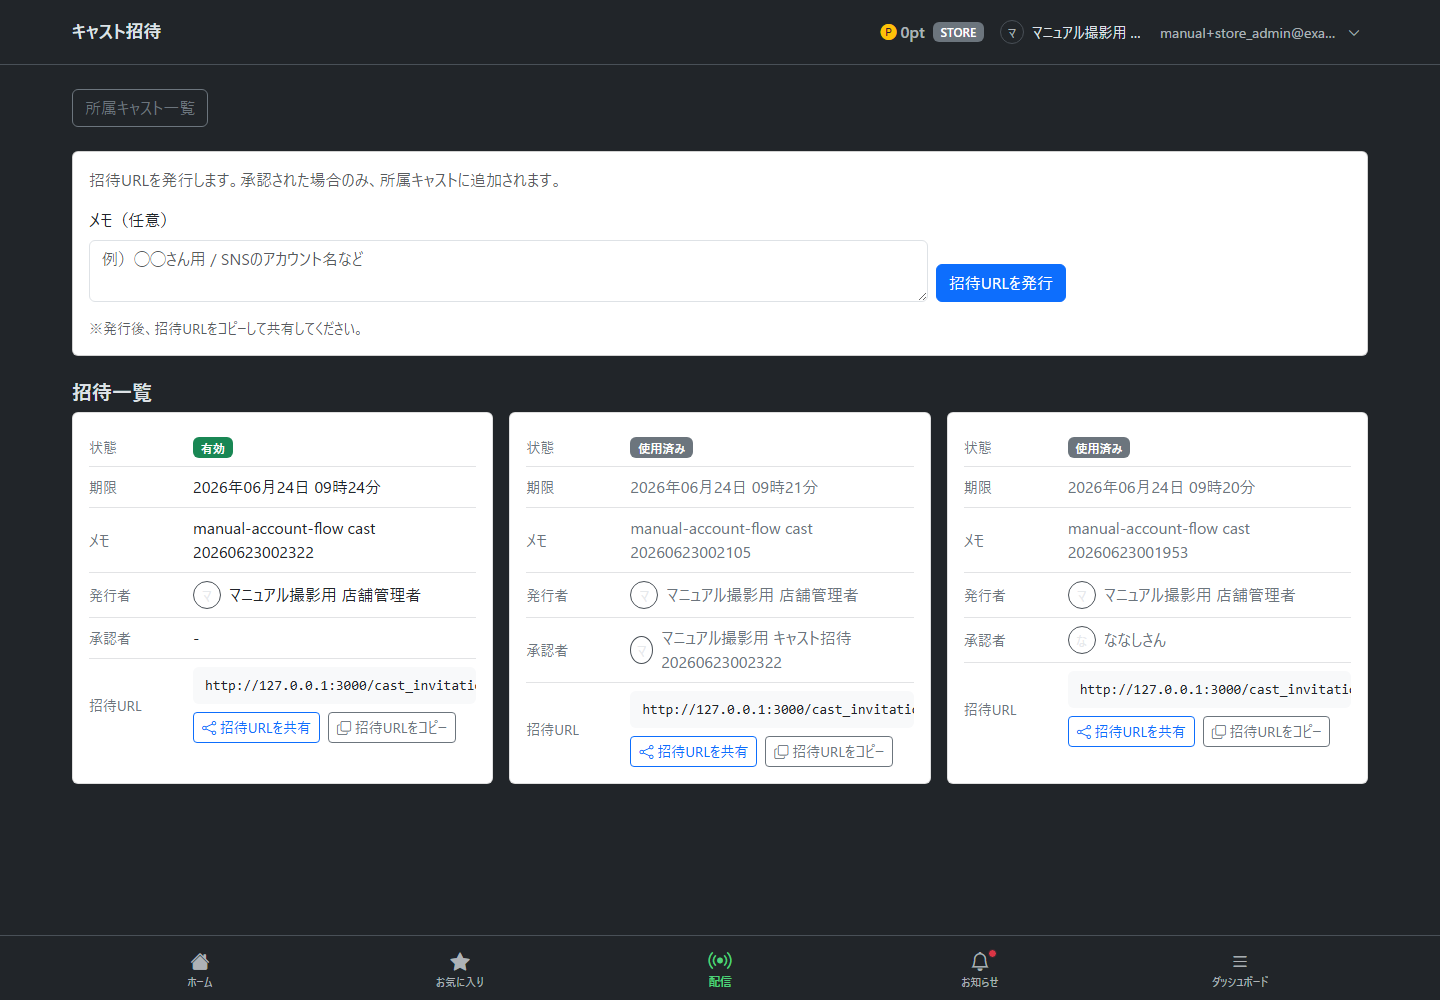 キャスト招待
P 0pt STORE マ マニュアル撮影用 ... manual+store_admin@exa...
所属キャスト一覧
招待URLを発行します。承認された場合のみ、所属キャストに追加されます。
メモ（任意）
例）◯◯さん用 / SNSのアカウント名など
招待URLを発行
※発行後、招待URLをコピーして共有してください。
招待一覧
状態 有効
期限 2026年06月24日 09時24分
メモ manual-account-flow cast
20260623002322
発行者 マ マニュアル撮影用 店舗管理者
承認者 -
招待URL http://127.0.0.1:3000/cast_invitatio
招待URLを共有 招待URLをコピー
状態 使用済み
期限 2026年06月24日 09時21分
メモ manual-account-flow cast
20260623002105
発行者 マ マニュアル撮影用 店舗管理者
承認者 マ マニュアル撮影用 キャスト招待
20260623002322
招待URL http://127.0.0.1:3000/cast_invitatio
招待URLを共有 招待URLをコピー
状態 使用済み
期限 2026年06月24日 09時20分
メモ manual-account-flow cast
20260623001953
発行者 マ マニュアル撮影用 店舗管理者
承認者 な ななしさん
招待URL http://127.0.0.1:3000/cast_invitatio
招待URLを共有 招待URLをコピー
ホーム お気に入り 配信 お知らせ ダッシュボード